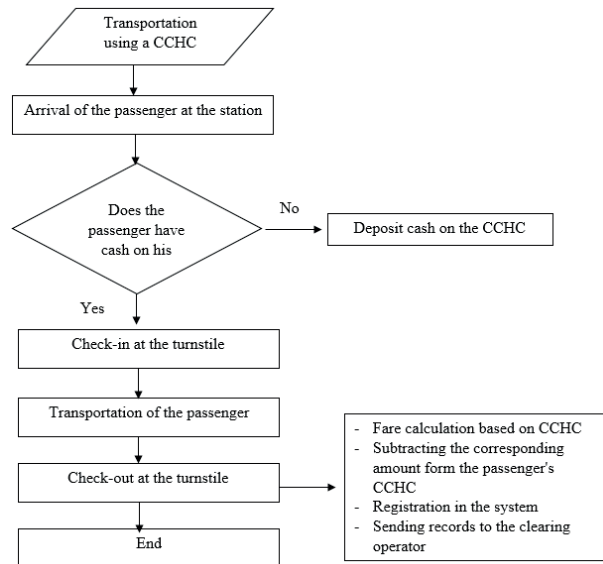 Transportation
using a CCHC
Arrival of the passenger at the station
Does the
passenger have
cash on his
No
Deposit cash on the CCHC
Yes
Check-in at the turnstile
Transportation of the passenger
Check-out at the turnstile
- Fare calculation based on CCHC
- Subtracting the corresponding
amount form the passenger's
CCHC
- Registration in the system
- Sending records to the clearing
operator
End